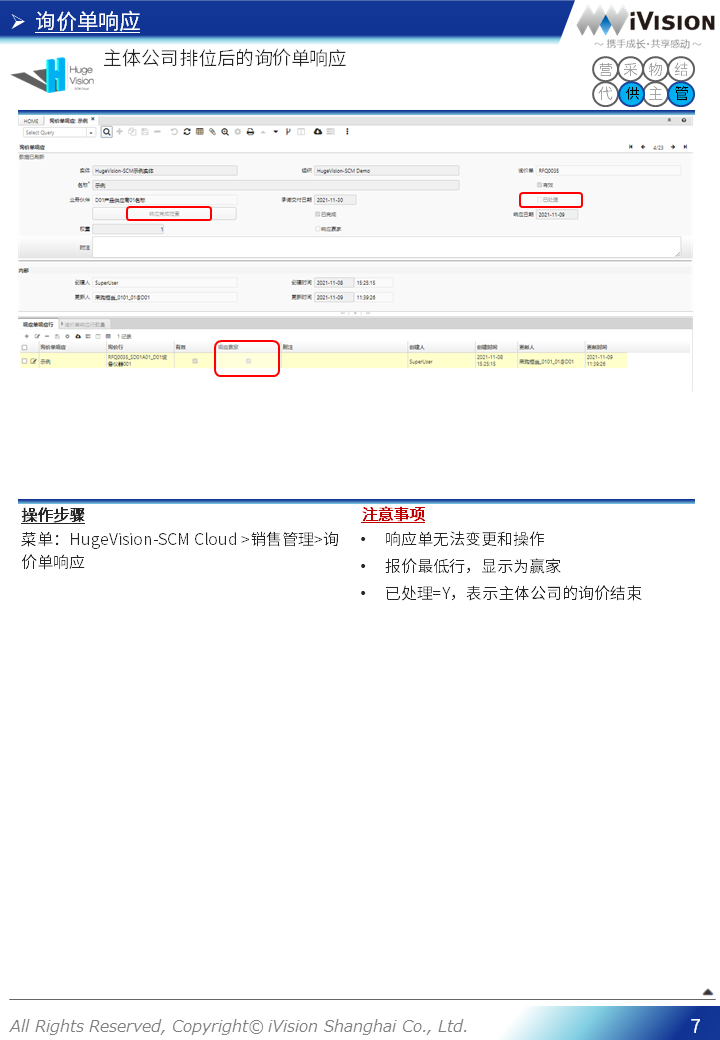 询价单响应
iVISION
～ 携手成长·共享感动 ～
Huge
Vision
主体公司排位后的询价单响应
营 采 物 结
代 供 主 管
HOME 询价单响应: 示例
Select Query
询价单响应 4/23
数据已刷新
实体 HugeVision-SCM示例实体 组织 HugeVision-SCM Demo 询价单 RFQ0035
名称 示例 有效
业务伙伴 D01产品供应商01名称 承诺交付日期 2021-11-30 已处理
响应完成检查 已完成 响应日期 2021-11-09
权重 1 响应赢家
附注
内部
创建人 SuperUser 创建时间 2021-11-08 15:25:15
更新人 采购担当_0101_01@D01 更新时间 2021-11-09 11:39:26
响应单响应行 询价单响应行数量
1 记录
询价单响应 询价行 有效 响应赢家 附注 创建人 创建时间 更新人 更新时间
示例 RFQ0035_SD01A01_D01设备仪器001 SuperUser 2021-11-08 15:25:15 采购担当_0101_01@D01 2021-11-09 11:39:26
操作步骤
菜单：HugeVision-SCM Cloud >销售管理>询
价单响应
注意事项
• 响应单无法变更和操作
• 报价最低行，显示为赢家
• 已处理=Y，表示主体公司的询价结束
All Rights Reserved, Copyright© iVision Shanghai Co., Ltd.
7